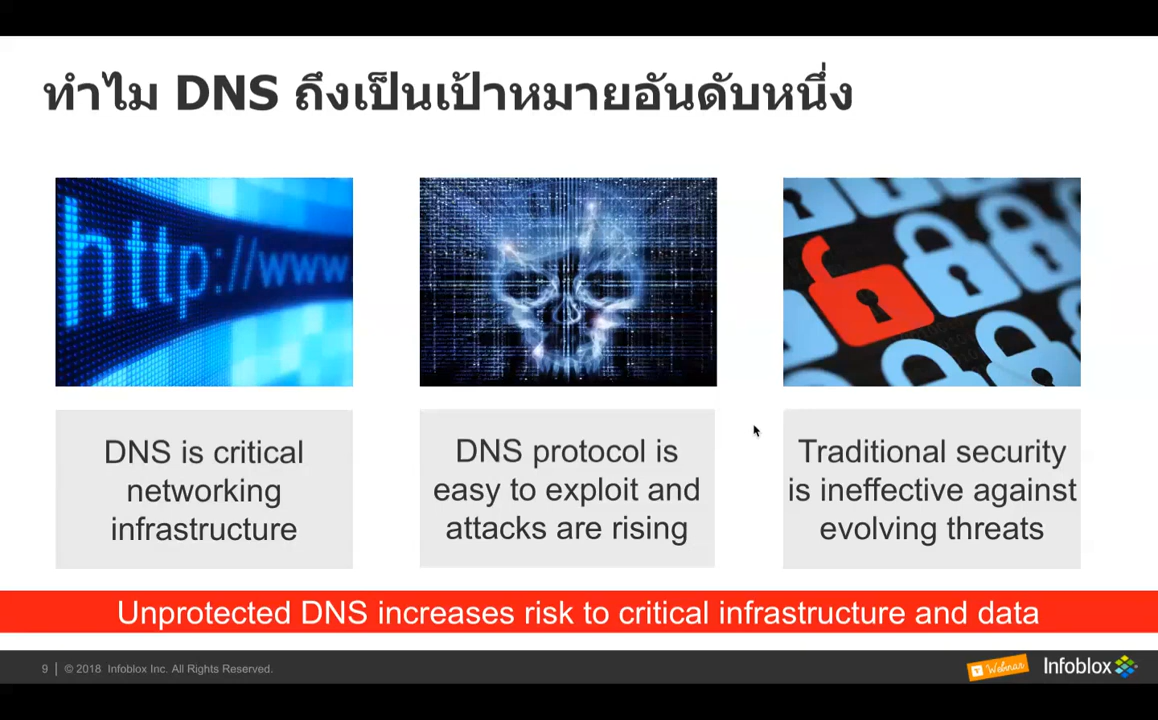 ทำไม DNS ถึงเป็นเป้าหมายอันดับหนึ่ง
http://www.
DNS is critical
networking
infrastructure
DNS protocol is
easy to exploit and
attacks are rising
Traditional security
is ineffective against
evolving threats
Unprotected DNS increases risk to critical infrastructure and data
9 | © 2018 Infoblox Inc. All Rights Reserved.
Webinar
Infoblox